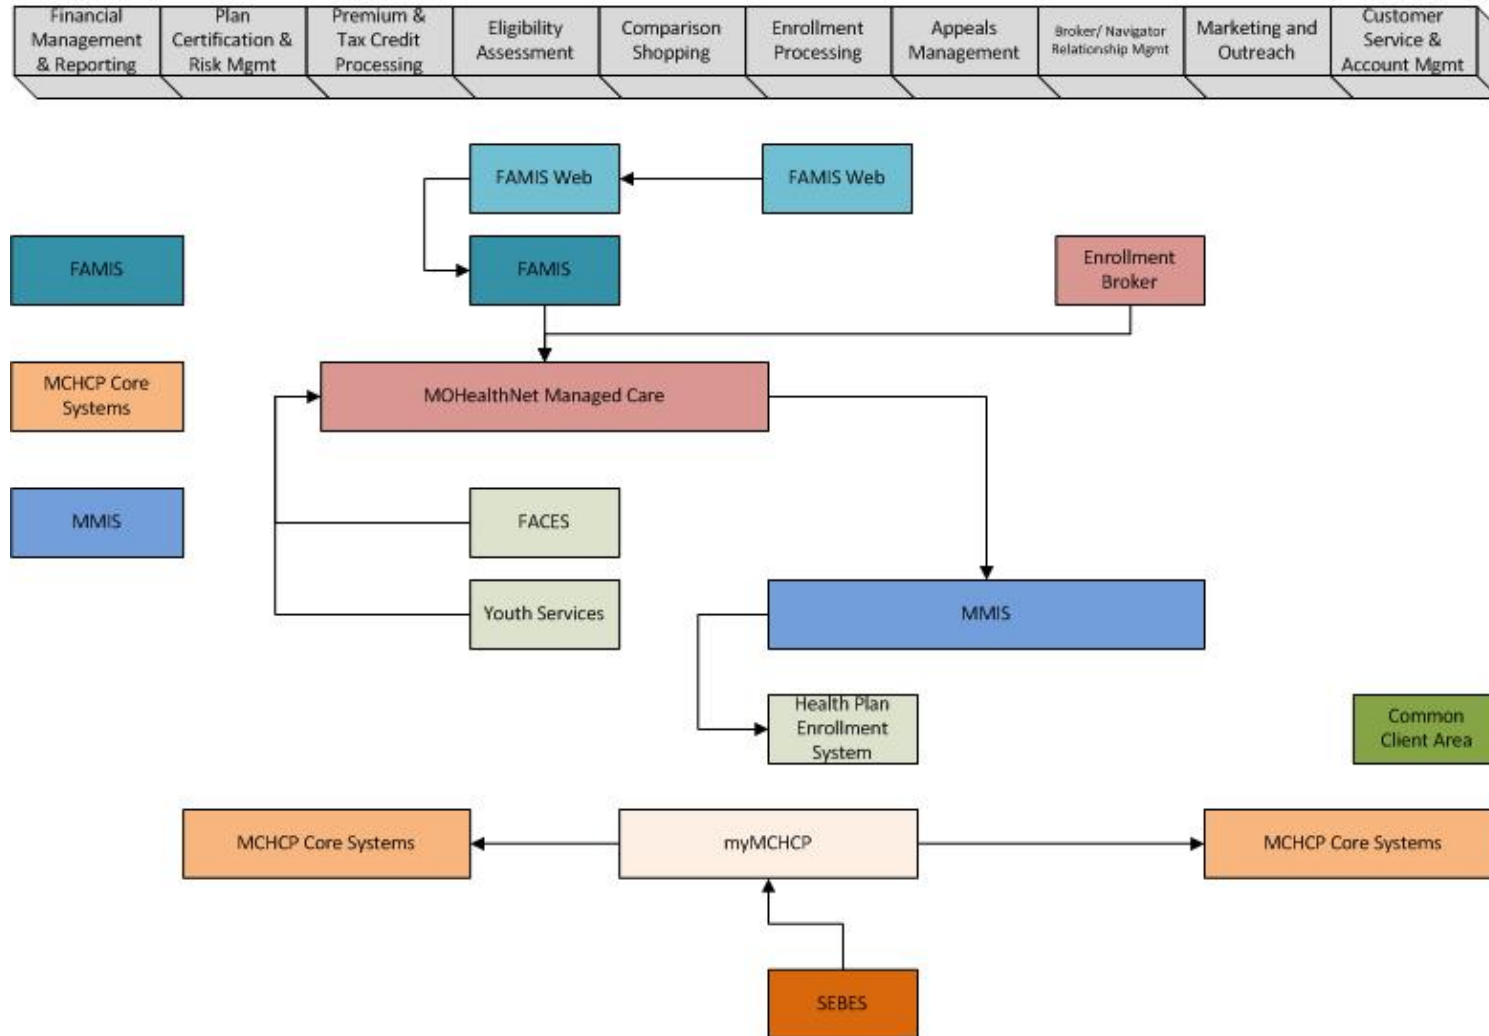 Financial
Management
& Reporting
Plan
Certification &
Risk Mgmt
Premium &
Tax Credit
Processing
Eligibility
Assessment
Comparison
Shopping
Enrollment
Processing
Appeals
Management
Broker/ Navigator
Relationship Mgmt
Marketing and
Outreach
Customer
Service &
Account Mgmt
FAMIS Web
FAMIS Web
FAMIS
FAMIS
Enrollment
Broker
MCHCP Core
Systems
MOHealthNet Managed Care
MMIS
FACES
Youth Services
MMIS
Health Plan
Enrollment
System
Common
Client Area
MCHCP Core Systems
myMCHCP
MCHCP Core Systems
SEBES